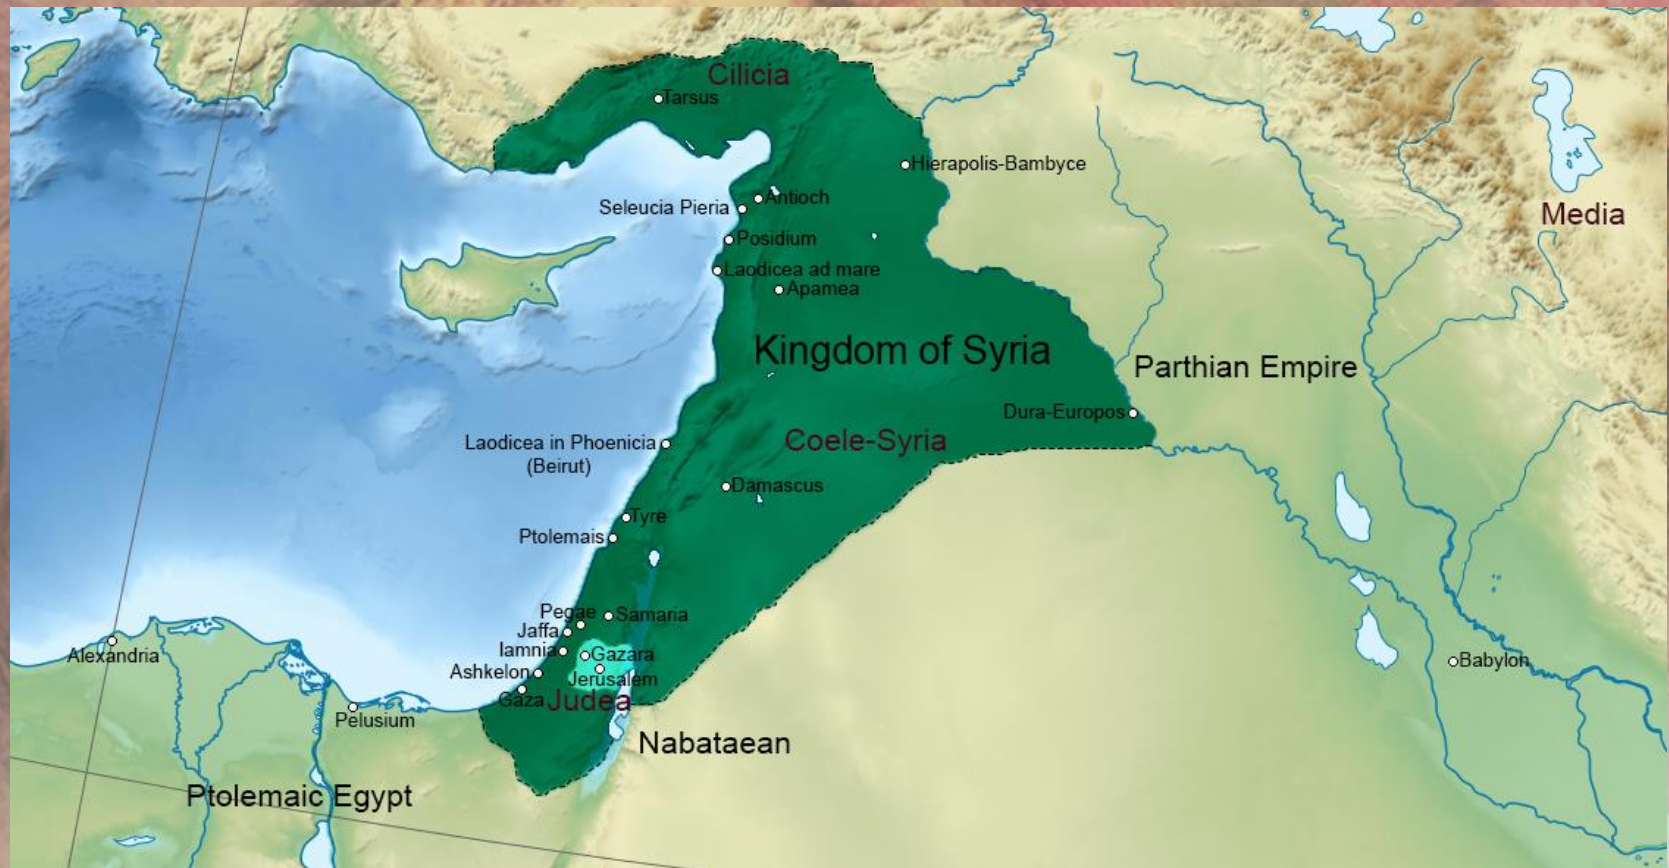 Cilicia
Tarsus
Hierapolis-Bambyce
Antioch
Seleucia Pieria
Media
Posidium
Laodicea ad mare
Apamea
Kingdom of Syria
Parthian Empire
Dura-Europos
Coele-Syria
Laodicea in Phoenicia
(Beirut)
Damascus
Tyre
Ptolemais
Pegae
Samaria
Jaffa
Iamnia
Gazara
Alexandria
Babylon
Ashkelon
Jerusalem
Gaza
Judea
Pelusium
Nabataean
Ptolemaic Egypt